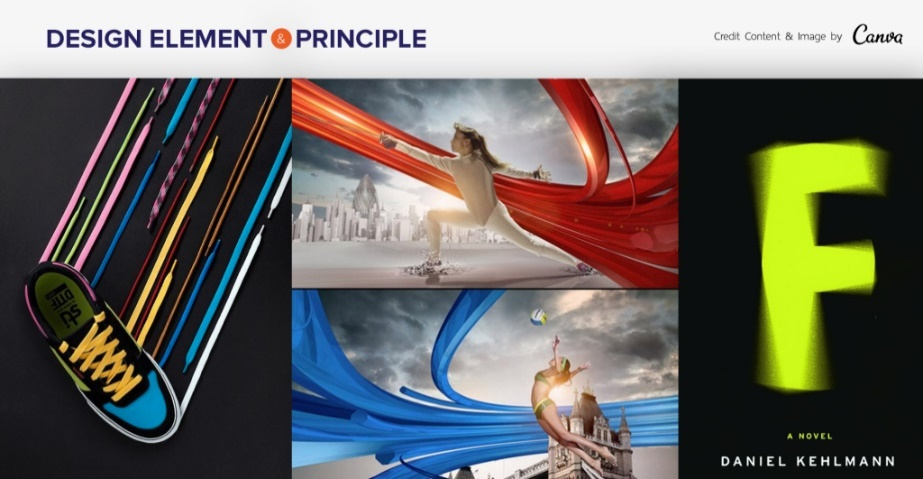 DESIGN ELEMENT & PRINCIPLE
Credit Content & Image by Canva
F
A NOVEL
DANIEL KEHLMANN